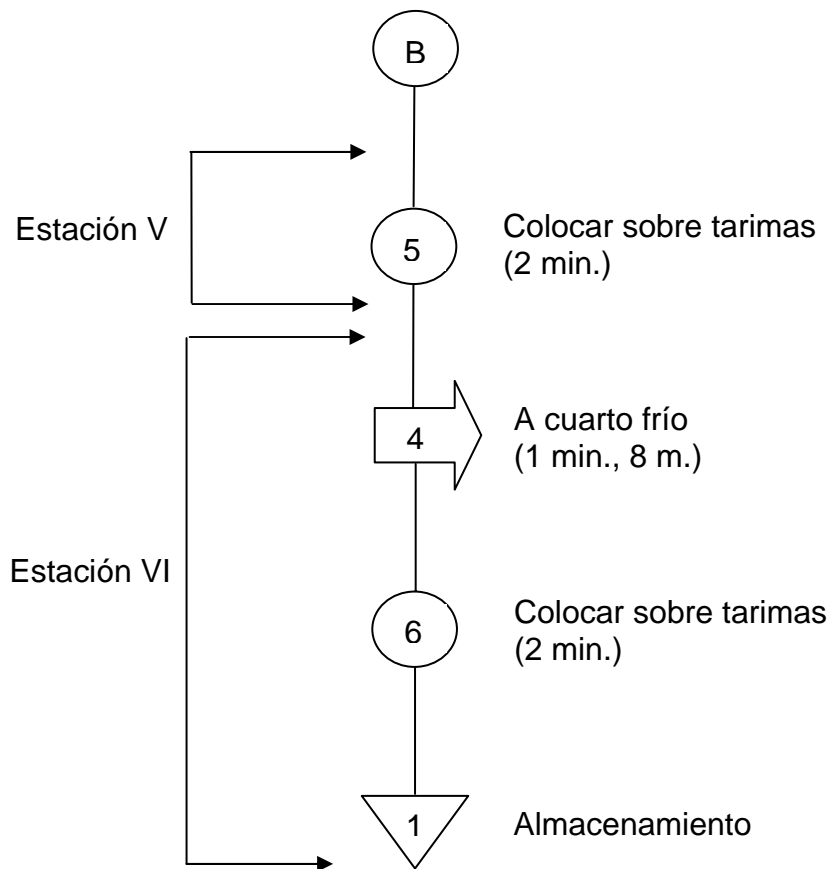 B
Estación V
5
Colocar sobre tarimas
(2 min.)
4
A cuarto frío
(1 min., 8 m.)
Estación VI
6
Colocar sobre tarimas
(2 min.)
1
Almacenamiento